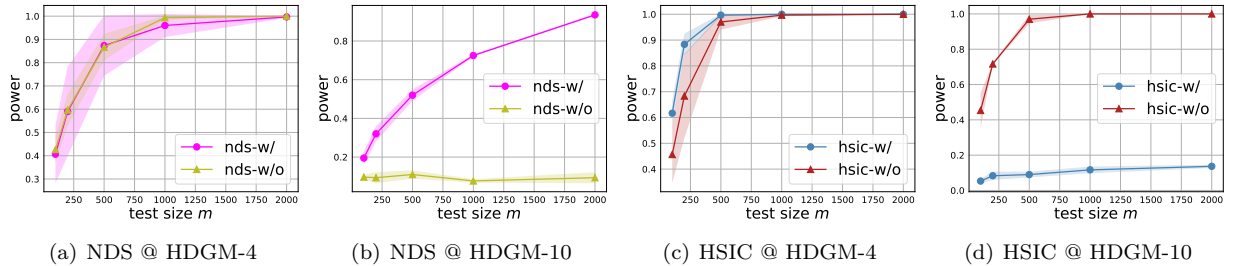 power
1.0
0.9
0.8
0.7
0.6
0.5
0.4
0.3
nds-w/
nds-w/o
250 500 750 1000 1250 1500 1750 2000
test size m
(a) NDS @ HDGM-4
power
0.8
0.6
0.4
0.2
nds-w/
nds-w/o
250 500 750 1000 1250 1500 1750 2000
test size m
(b) NDS @ HDGM-10
power
1.0
0.9
0.8
0.7
0.6
0.5
0.4
hsic-w/
hsic-w/o
250 500 750 1000 1250 1500 1750 2000
test size m
(c) HSIC @ HDGM-4
power
1.0
0.8
0.6
0.4
0.2
0.0
hsic-w/
hsic-w/o
250 500 750 1000 1250 1500 1750 2000
test size m
(d) HSIC @ HDGM-10